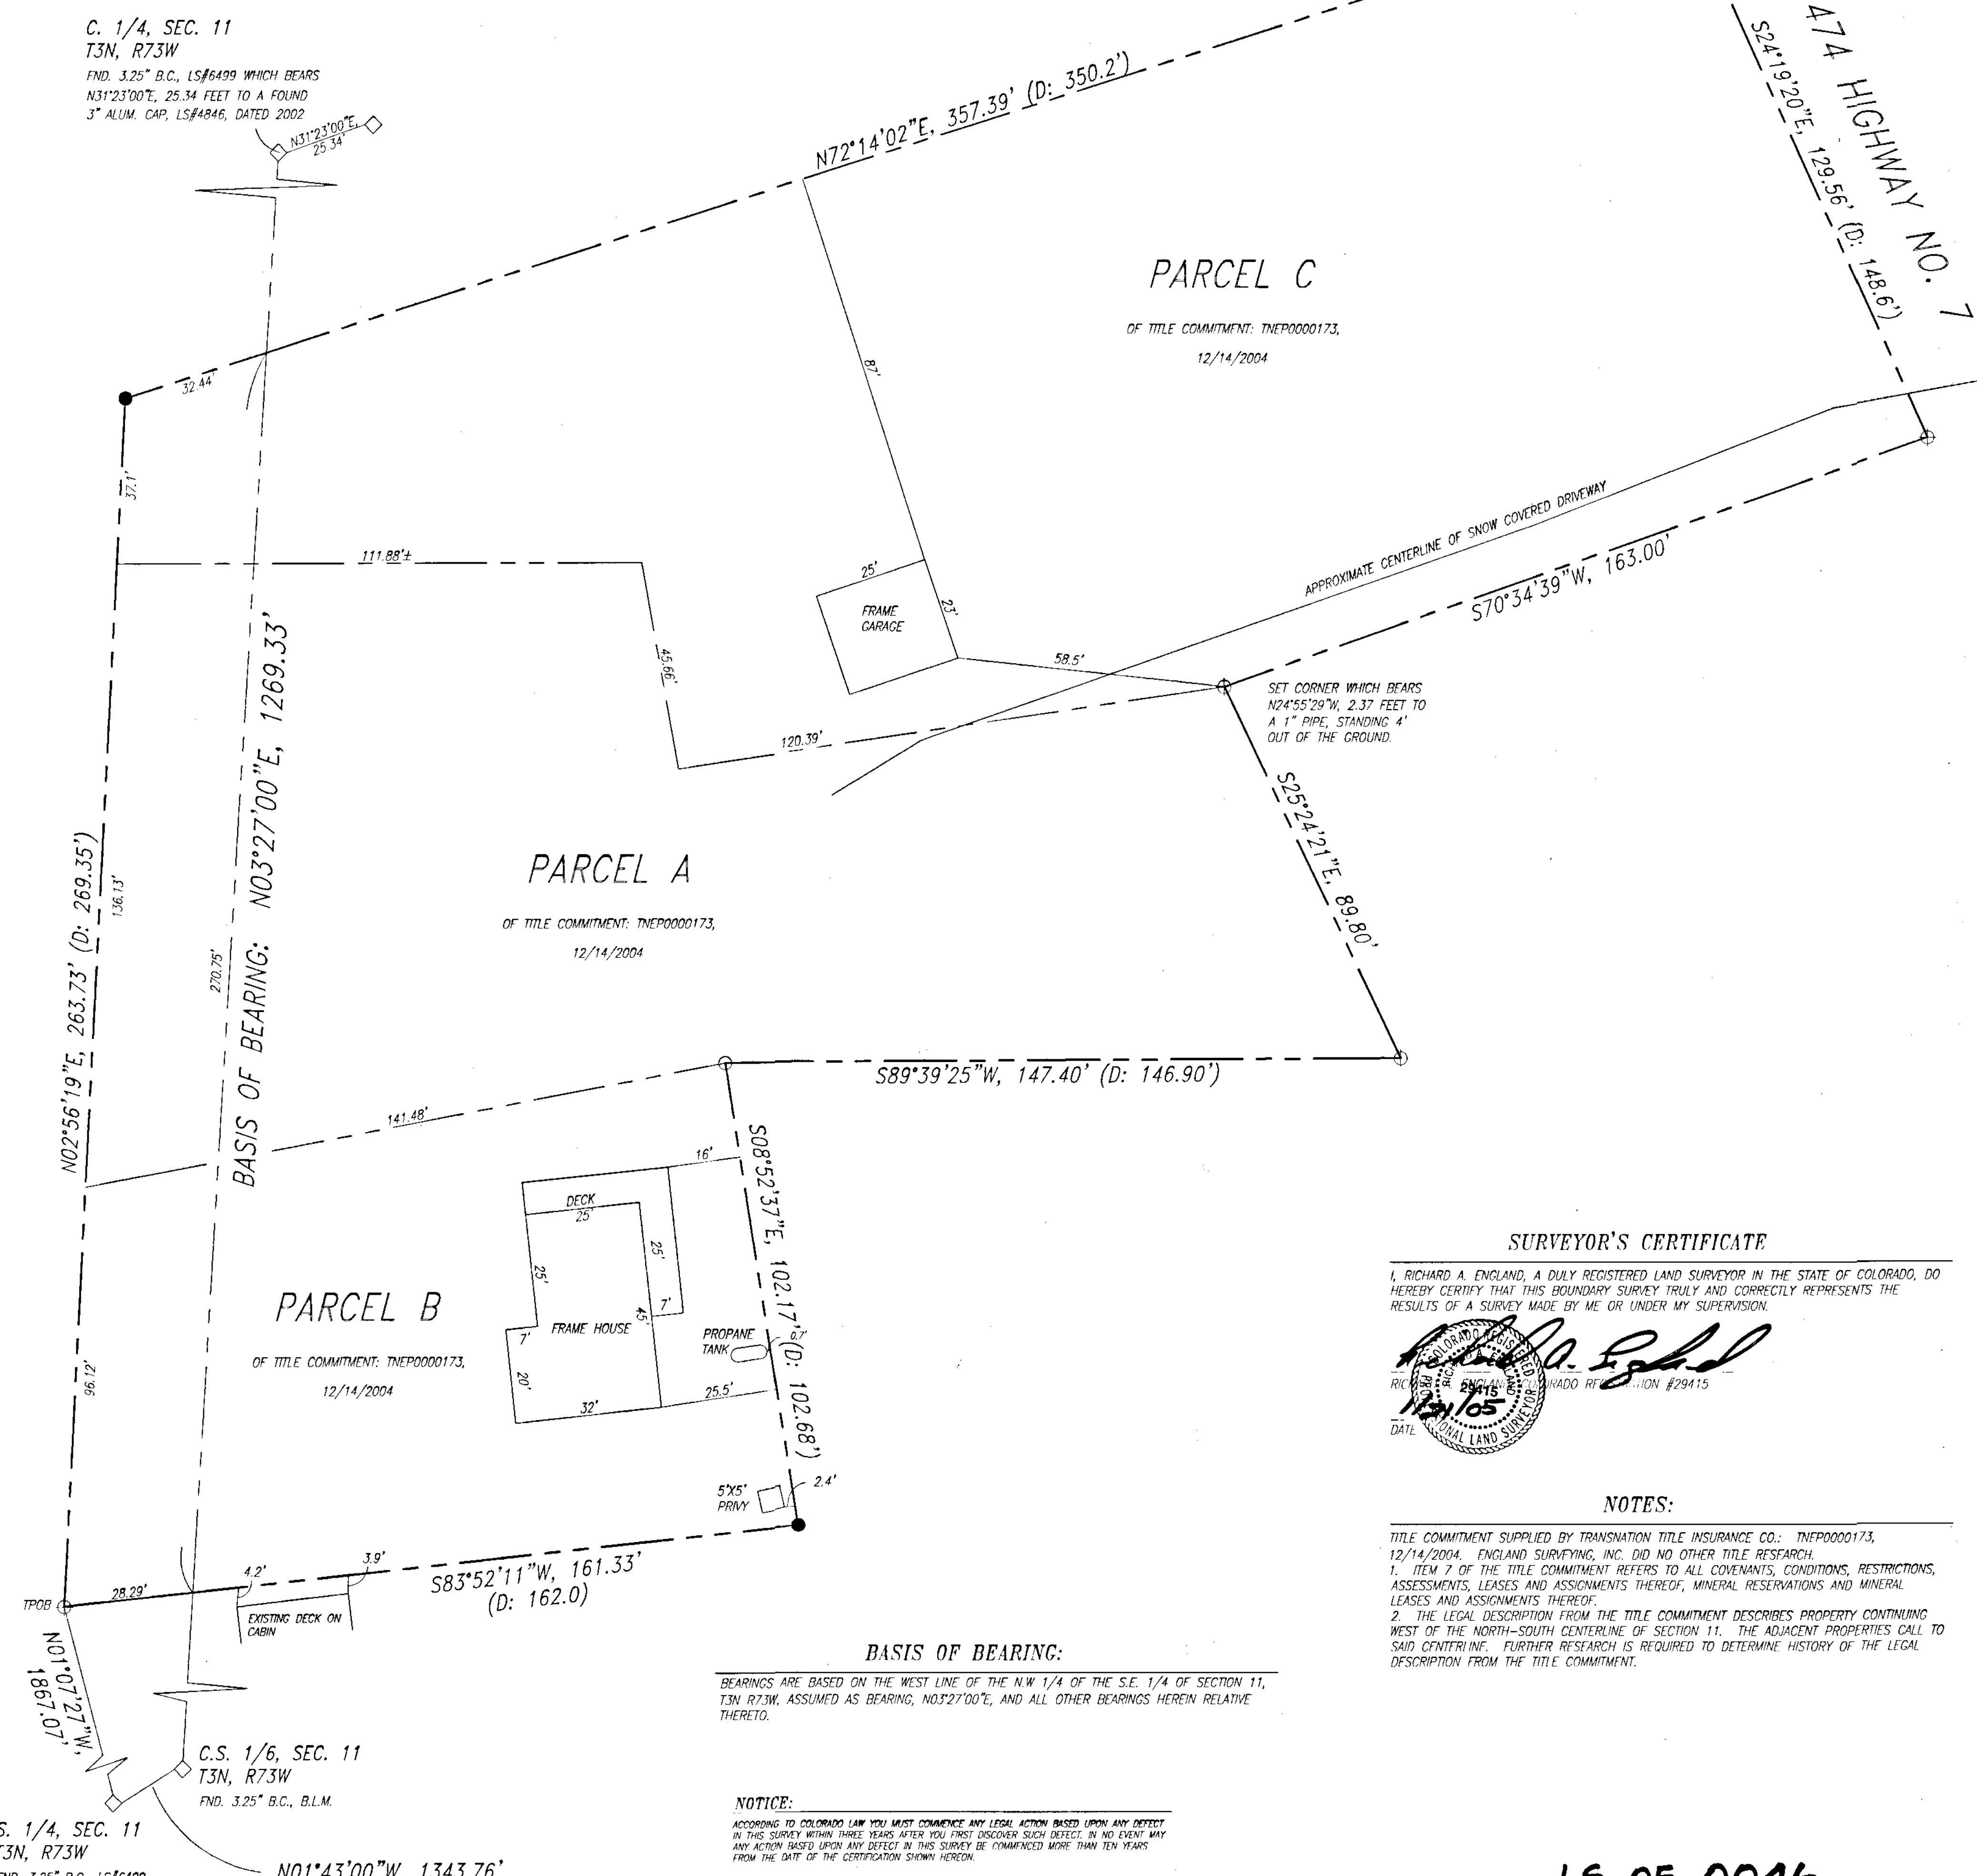 C. 1/4, SEC. 11
T3N, R73W
FND. 3.25" B.C., LS#6499 WHICH BEARS
N31°23'00"E, 25.34 FEET TO A FOUND
3" ALUM. CAP, LS#4846, DATED 2002
N31°23'00"E,
25.34'
N72°14'02"E, 357.39' (D: 350.2')
474 HIGHWAY NO. 7
S24°19'20"E, 129.56' (D: 148.6')
PARCEL C
OF TITLE COMMITMENT: TNEP0000173,
12/14/2004
32.44'
37.1'
87'
111.88'±
25'
FRAME
GARAGE
23'
45.66'
58.5'
120.39'
APPROXIMATE CENTERLINE OF SNOW COVERED DRIVEWAY
S70°34'39"W, 163.00'
SET CORNER WHICH BEARS
N24°55'29"W, 2.37 FEET TO
A 1" PIPE, STANDING 4'
OUT OF THE GROUND.
S25°24'21"E, 89.80'
BASIS OF BEARING: N03°27'00"E, 1269.33'
270.75'
N02°56'19"E, 263.73' (D: 269.35')
136.13'
PARCEL A
OF TITLE COMMITMENT: TNEP0000173,
12/14/2004
S89°39'25"W, 147.40' (D: 146.90')
141.48'
S08°52'37"E, 102.17' (D: 102.68')
16'
DECK
25'
25'
25'
7'
45'
FRAME HOUSE
7'
20'
32'
PROPANE
TANK
0.7'
25.5'
PARCEL B
OF TITLE COMMITMENT: TNEP0000173,
12/14/2004
96.12'
5'X5'
PRIVY
2.4'
S83°52'11"W, 161.33'
(D: 162.0)
28.29'
4.2'
3.9'
EXISTING DECK ON
CABIN
TPOB
N01°07'27"W,
1867.07'
C.S. 1/6, SEC. 11
T3N, R73W
FND. 3.25" B.C., B.L.M.
S. 1/4, SEC. 11
T3N, R73W
N01°43'00"W, 1343.76'
SURVEYOR'S CERTIFICATE
I, RICHARD A. ENGLAND, A DULY REGISTERED LAND SURVEYOR IN THE STATE OF COLORADO, DO
HEREBY CERTIFY THAT THIS BOUNDARY SURVEY TRULY AND CORRECTLY REPRESENTS THE
RESULTS OF A SURVEY MADE BY ME OR UNDER MY SUPERVISION.
Richard A. England
COLORADO REGISTERED
RICHARD A. ENGLAND
29415
PROFESSIONAL LAND SURVEYOR
RICHARD A. ENGLAND COLORADO REGISTRATION #29415
1/21/05
DATE
NOTES:
TITLE COMMITMENT SUPPLIED BY TRANSNATION TITLE INSURANCE CO.: TNEP0000173,
12/14/2004. ENGLAND SURVEYING, INC. DID NO OTHER TITLE RESEARCH.
1. ITEM 7 OF THE TITLE COMMITMENT REFERS TO ALL COVENANTS, CONDITIONS, RESTRICTIONS,
ASSESSMENTS, LEASES AND ASSIGNMENTS THEREOF, MINERAL RESERVATIONS AND MINERAL
LEASES AND ASSIGNMENTS THEREOF.
2. THE LEGAL DESCRIPTION FROM THE TITLE COMMITMENT DESCRIBES PROPERTY CONTINUING
WEST OF THE NORTH-SOUTH CENTERLINE OF SECTION 11. THE ADJACENT PROPERTIES CALL TO
SAID CENTERLINE. FURTHER RESEARCH IS REQUIRED TO DETERMINE HISTORY OF THE LEGAL
DESCRIPTION FROM THE TITLE COMMITMENT.
BASIS OF BEARING:
BEARINGS ARE BASED ON THE WEST LINE OF THE N.W 1/4 OF THE S.E. 1/4 OF SECTION 11,
T3N R73W, ASSUMED AS BEARING, N03°27'00"E, AND ALL OTHER BEARINGS HEREIN RELATIVE
THERETO.
NOTICE:
ACCORDING TO COLORADO LAW YOU MUST COMMENCE ANY LEGAL ACTION BASED UPON ANY DEFECT
IN THIS SURVEY WITHIN THREE YEARS AFTER YOU FIRST DISCOVER SUCH DEFECT. IN NO EVENT MAY
ANY ACTION BASED UPON ANY DEFECT IN THIS SURVEY BE COMMENCED MORE THAN TEN YEARS
FROM THE DATE OF THE CERTIFICATION SHOWN HEREON.